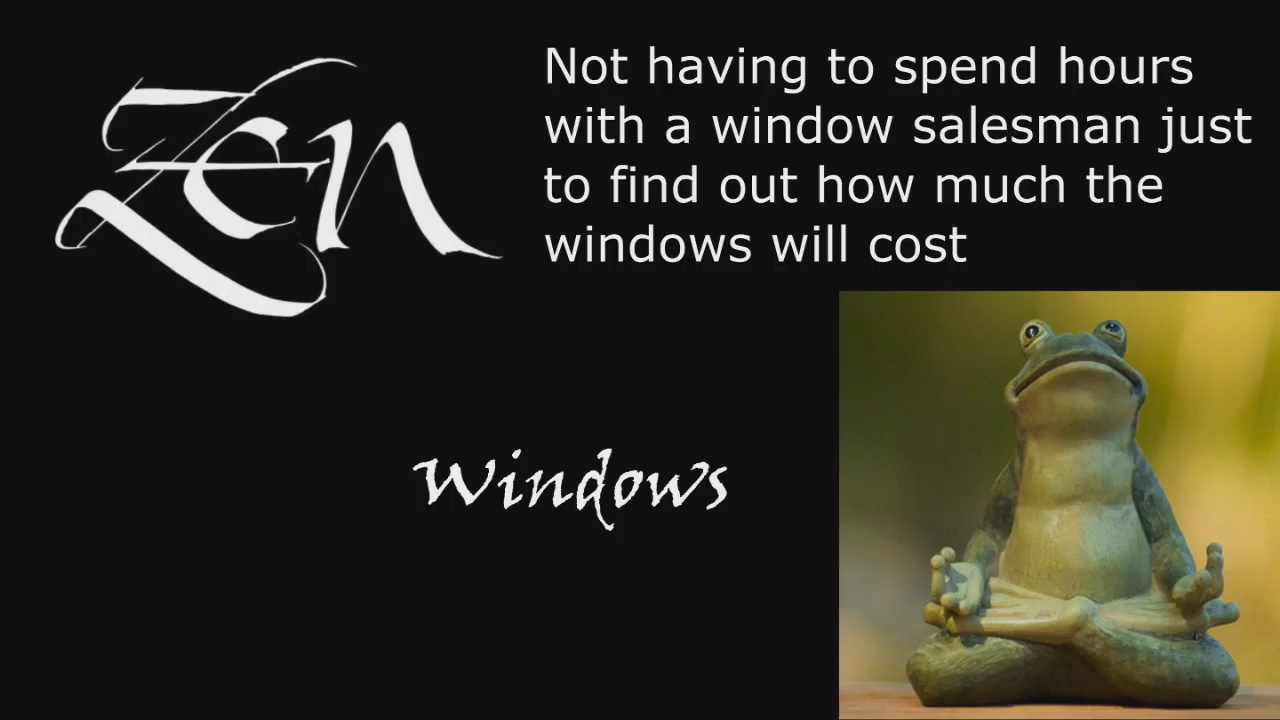 Zen
Not having to spend hours
with a window salesman just
to find out how much the
windows will cost
Windows